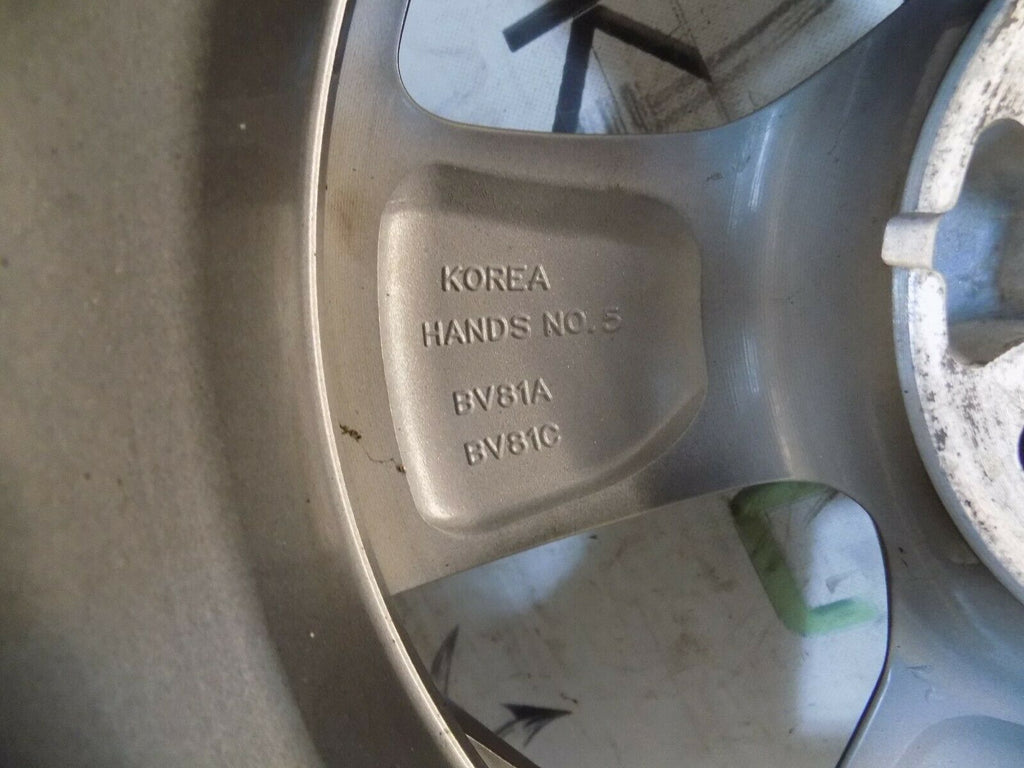 KOREA
HANDS NO. 5
BV81A
BV81C